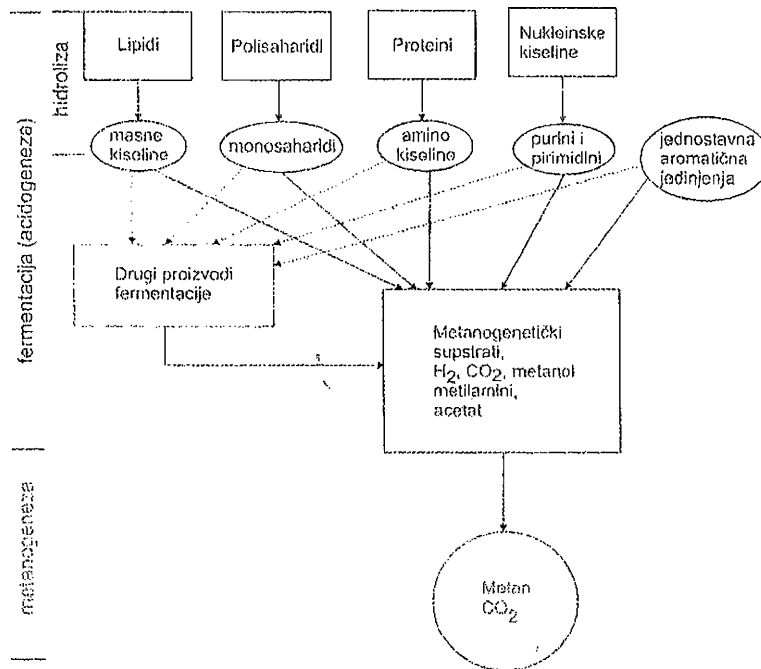 hidroliza
fermentacija (acidogeneza)
metanogeneza
Lipidi
Polisaharidi
Proteini
Nukleinske
kiseline
masne
kiseline
monosaharidi
amino
kiseline
purini i
pirimidini
jednostavna
aromatična
jedinjenja
Drugi proizvodi
fermentacije
Metanogenetički
supstrati,
H2, CO2, metanol
metilamini,
acetat
Metan
CO2